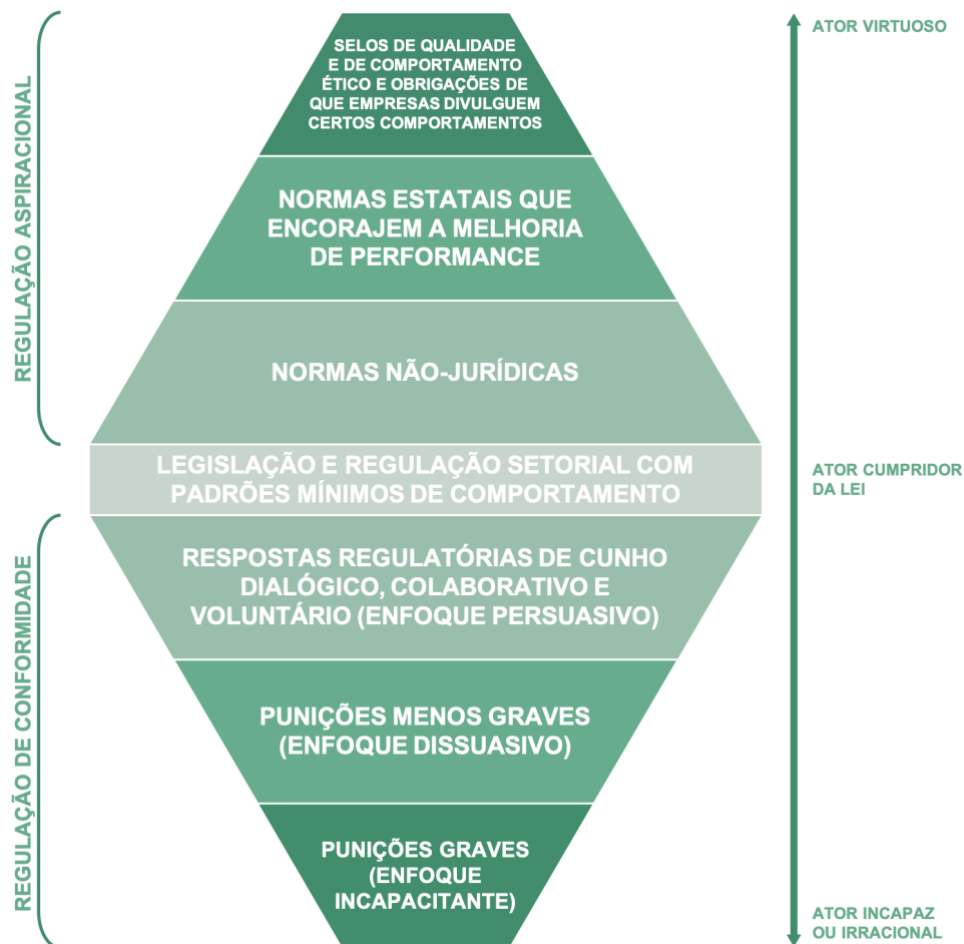 REGULAÇÃO ASPIRACIONAL
SELOS DE QUALIDADE
E DE COMPORTAMENTO
ÉTICO E OBRIGAÇÕES DE
QUE EMPRESAS DIVULGUEM
CERTOS COMPORTAMENTOS
ATOR VIRTUOSO
NORMAS ESTATAIS QUE
ENCORAJEM A MELHORIA
DE PERFORMANCE
NORMAS NÃO-JURÍDICAS
LEGISLAÇÃO E REGULAÇÃO SETORIAL COM
PADRÕES MÍNIMOS DE COMPORTAMENTO
ATOR CUMPRIDOR
DA LEI
REGULAÇÃO DE CONFORMIDADE
RESPOSTAS REGULATÓRIAS DE CUNHO
DIALÓGICO, COLABORATIVO E
VOLUNTÁRIO (ENFOQUE PERSUASIVO)
PUNIÇÕES MENOS GRAVES
(ENFOQUE DISSUASIVO)
PUNIÇÕES GRAVES
(ENFOQUE
INCAPACITANTE)
ATOR INCAPAZ
OU IRRACIONAL